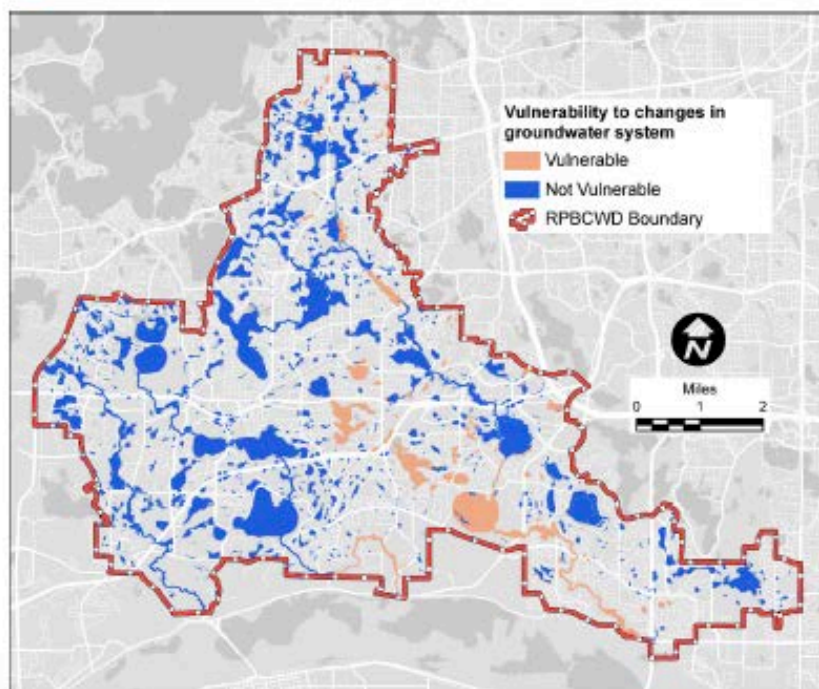 Vulnerability to changes in
groundwater system
Vulnerable
Not Vulnerable
RPBCWD Boundary
N
Miles
0 1 2